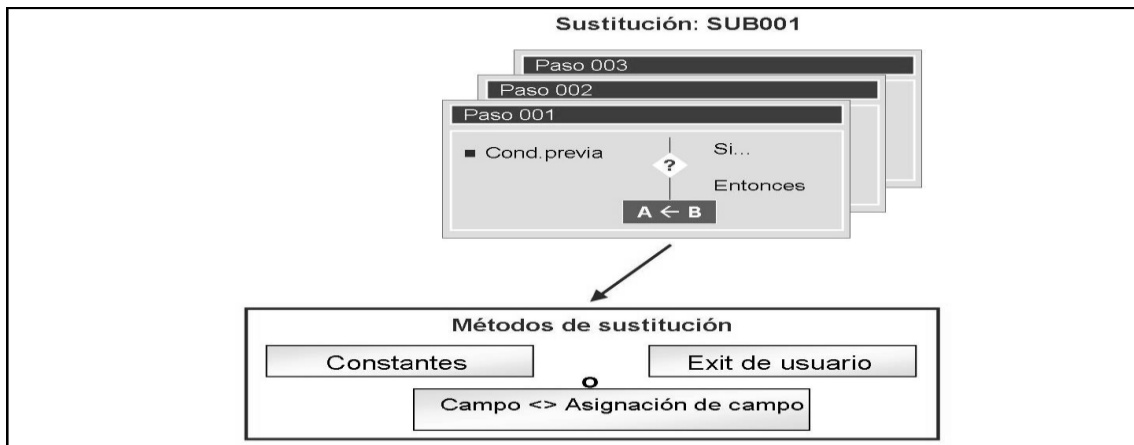 Sustitución: SUB001
Paso 003
Paso 002
Paso 001
■ Cond.previa
?
Si...
Entonces
A ← B
Métodos de sustitución
Constantes
Exit de usuario
o
Campo <> Asignación de campo